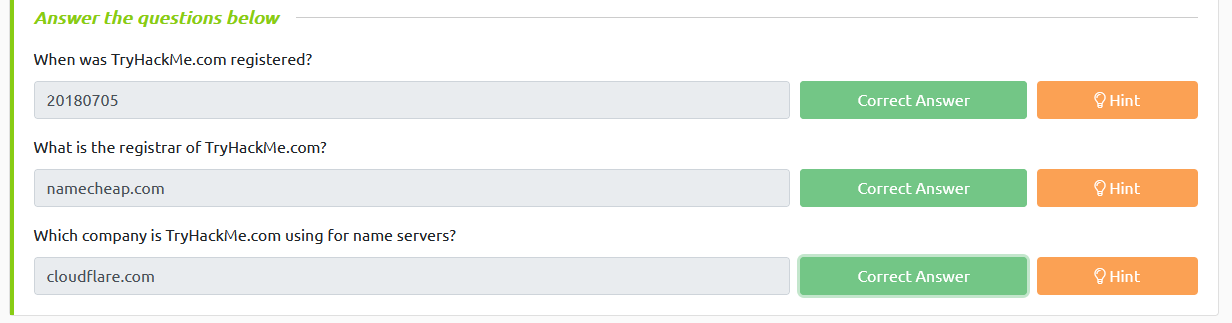 Answer the questions below
When was TryHackMe.com registered?
20180705 Correct Answer Hint
What is the registrar of TryHackMe.com?
namecheap.com Correct Answer Hint
Which company is TryHackMe.com using for name servers?
cloudflare.com Correct Answer Hint